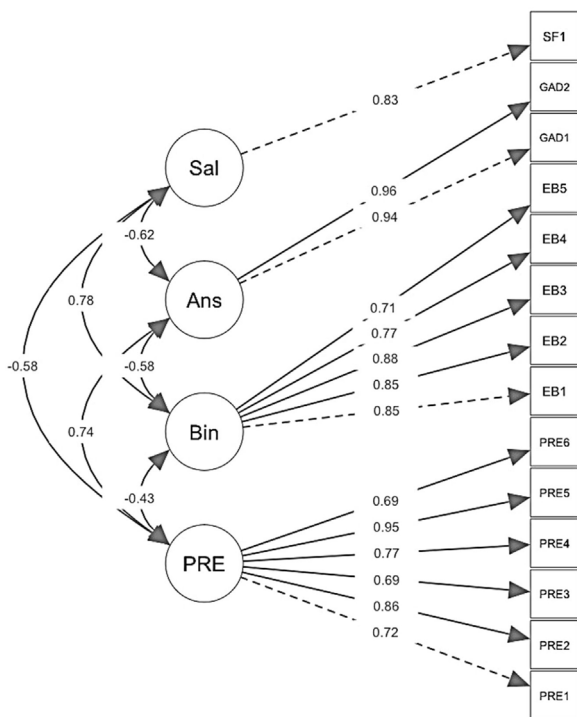 SF1
GAD2
0.83
GAD1
Sal
0.96
EB5
0.94
-0.62
EB4
Ans
0.78
EB3
0.71
0.77
EB2
-0.58
-0.58
0.88
0.85
EB1
0.85
0.74
Bin
PRE6
-0.43
0.69
PRE5
0.95
PRE4
0.77
PRE
0.69
PRE3
0.86
0.72
PRE2
PRE1